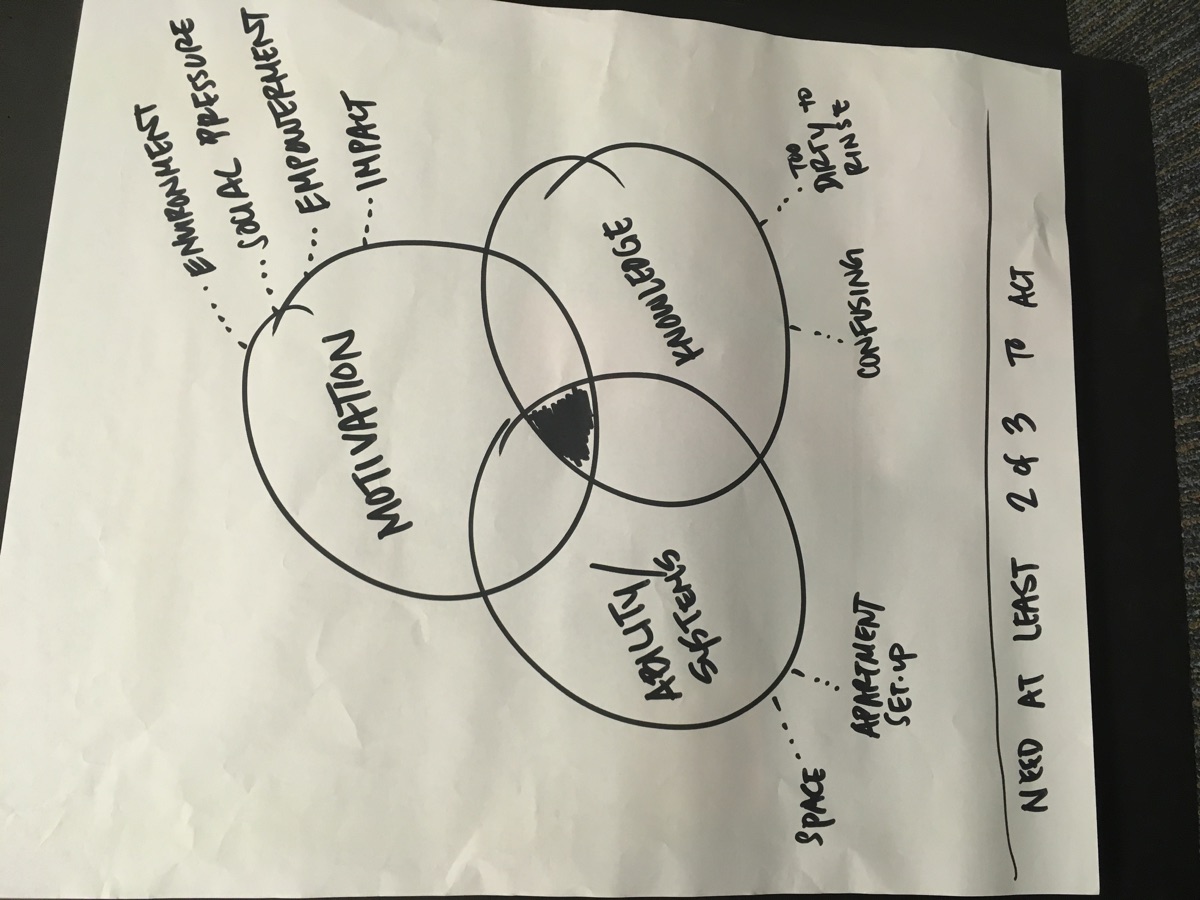 ENVIRONMENT
SOCIAL PRESSURE
EMPOWERMENT
IMPACT
MOTIVATION
ABILITY/
SYSTEMS
KNOWLEDGE
SPACE
APARTMENT
SET-UP
CONFUSING
TOO
DIRTY TO
RINSE
NEED AT LEAST 2 of 3 TO ACT